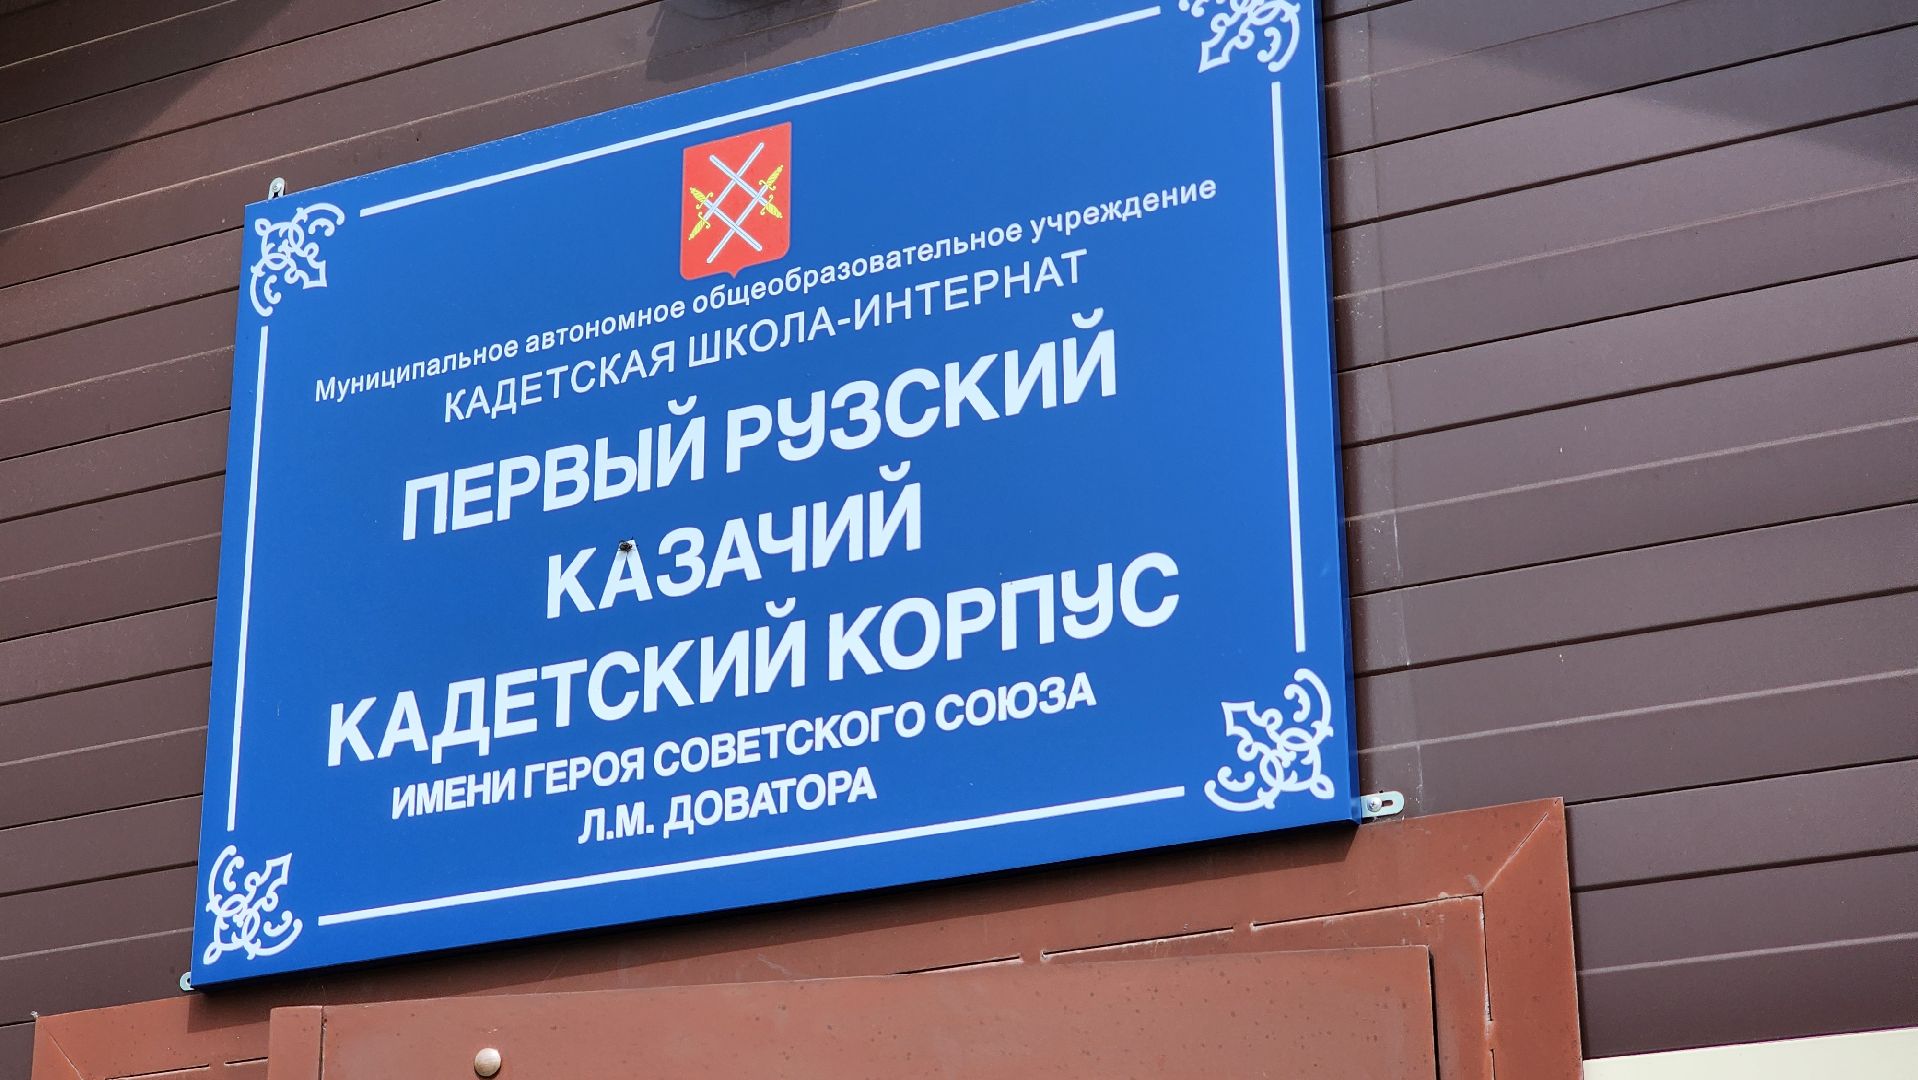 Муниципальное автономное общеобразовательное учреждение
КАДЕТСКАЯ ШКОЛА-ИНТЕРНАТ
ПЕРВЫЙ РУЗСКИЙ
КАЗАЧИЙ
КАДЕТСКИЙ КОРПУС
ИМЕНИ ГЕРОЯ СОВЕТСКОГО СОЮЗА
Л.М. ДОВАТОРА